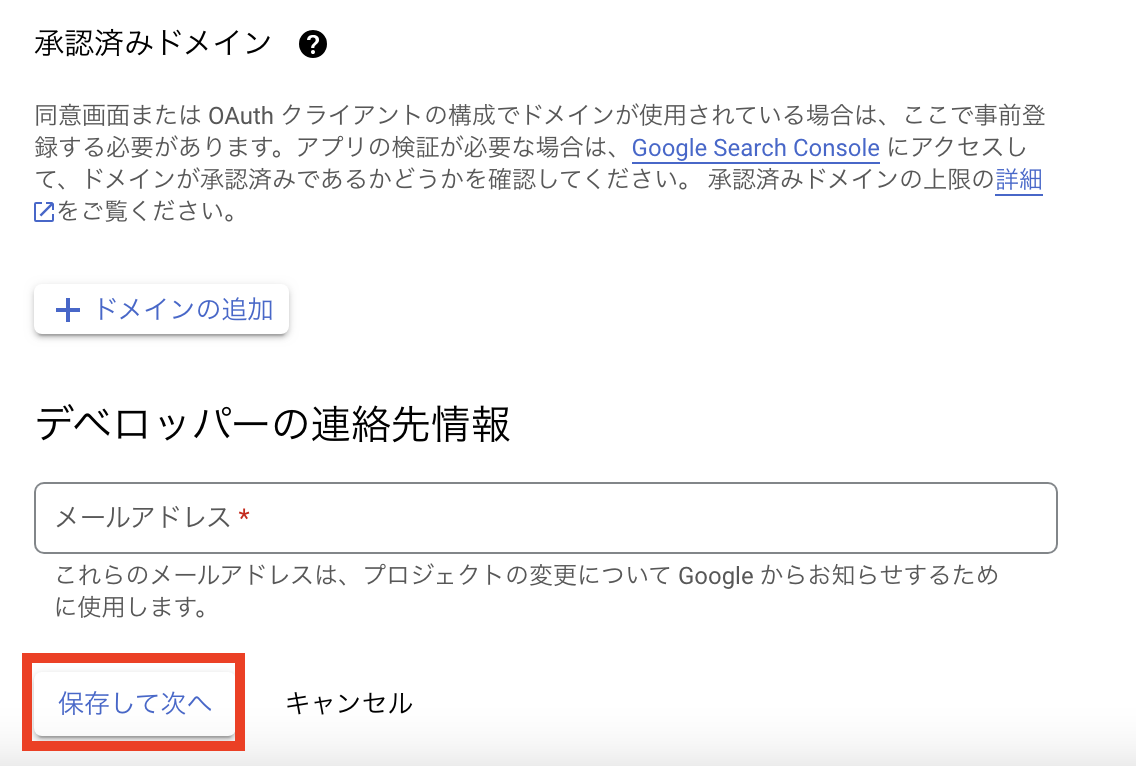 承認済みドメイン
同意画面または OAuth クライアントの構成でドメインが使用されている場合は、ここで事前登
録する必要があります。アプリの検証が必要な場合は、Google Search Console にアクセスし
て、ドメインが承認済みであるかどうかを確認してください。 承認済みドメインの上限の詳細
をご覧ください。
ドメインの追加
デベロッパーの連絡先情報
メールアドレス *
これらのメールアドレスは、プロジェクトの変更について Google からお知らせするため
に使用します。
保存して次へ キャンセル